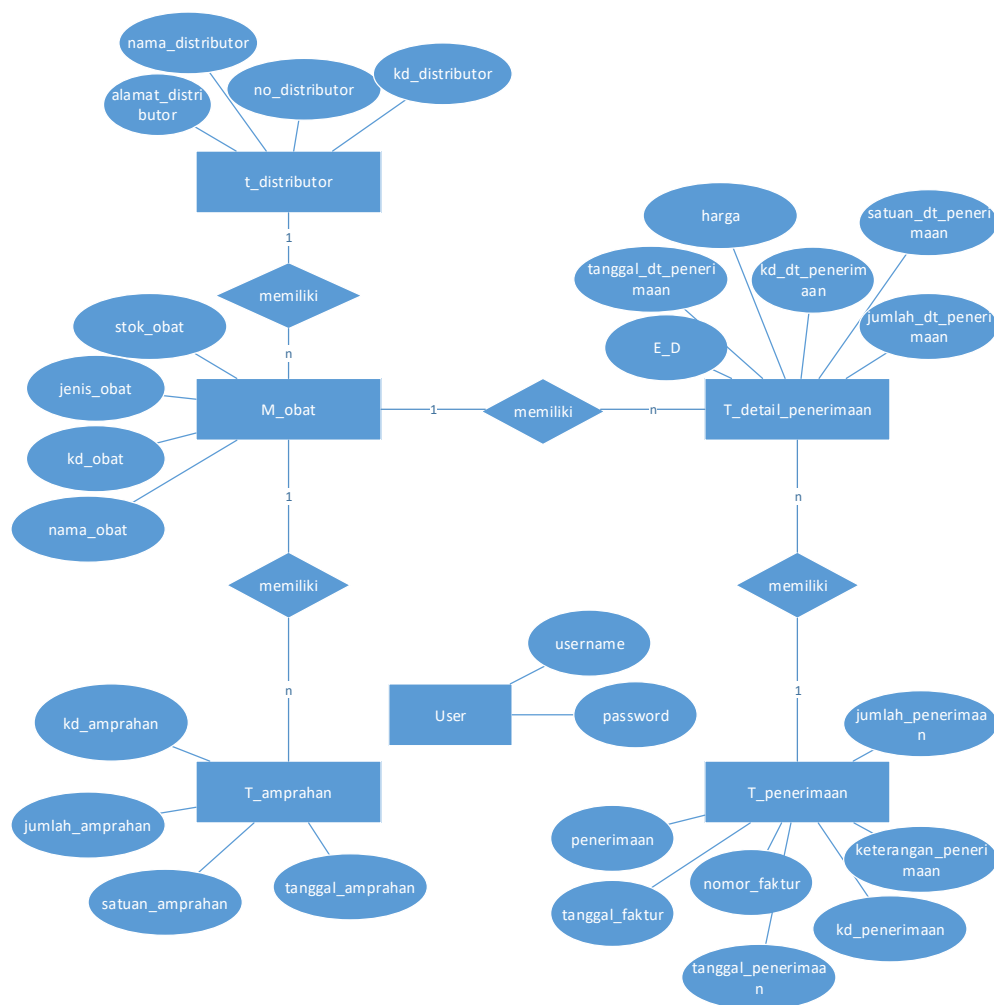 nama_distributor
kd_distributor
no_distributor
alamat_distri
butor
t_distributor
1
memiliki
n
harga
satuan_dt_peneri
maan
tanggal_dt_peneri
maan
kd_dt_penerim
aan
jumlah_dt_peneri
maan
E_D
stok_obat
jenis_obat
M_obat
1
memiliki
n
T_detail_penerimaan
kd_obat
nama_obat
1
n
memiliki
memiliki
n
1
username
User
password
kd_amprahan
jumlah_penerimaa
n
T_amprahan
T_penerimaan
jumlah_amprahan
penerimaan
keterangan_peneri
maan
satuan_amprahan
tanggal_amprahan
nomor_faktur
tanggal_faktur
kd_penerimaan
tanggal_penerimaa
n